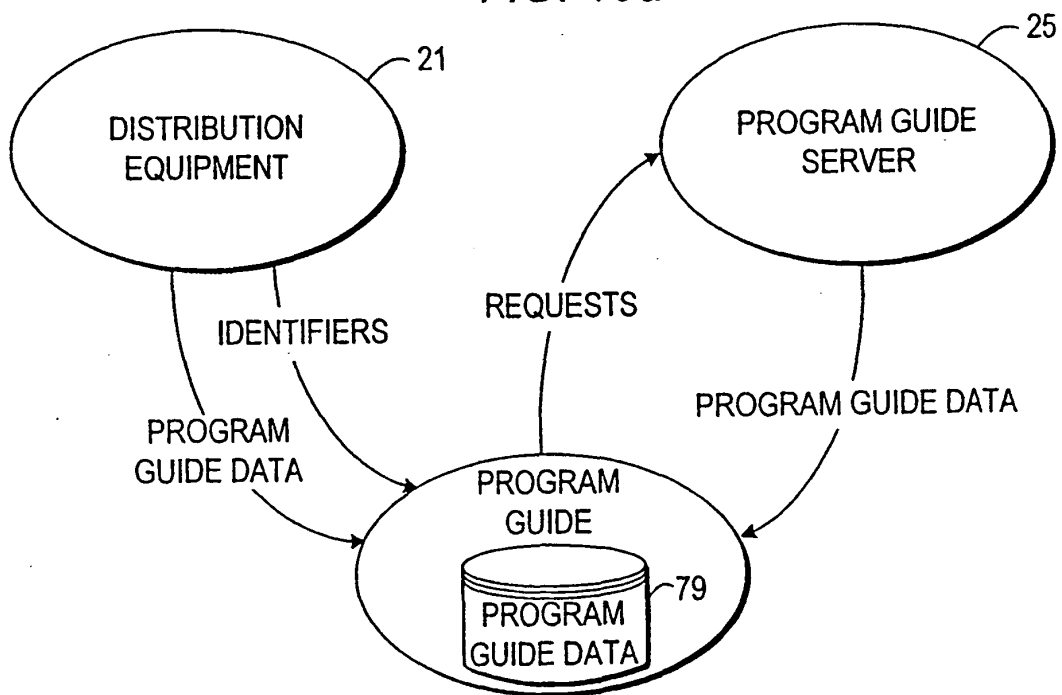 21
DISTRIBUTION
EQUIPMENT
25
PROGRAM GUIDE
SERVER
IDENTIFIERS
REQUESTS
PROGRAM
GUIDE DATA
PROGRAM GUIDE DATA
PROGRAM
GUIDE
79
PROGRAM
GUIDE DATA